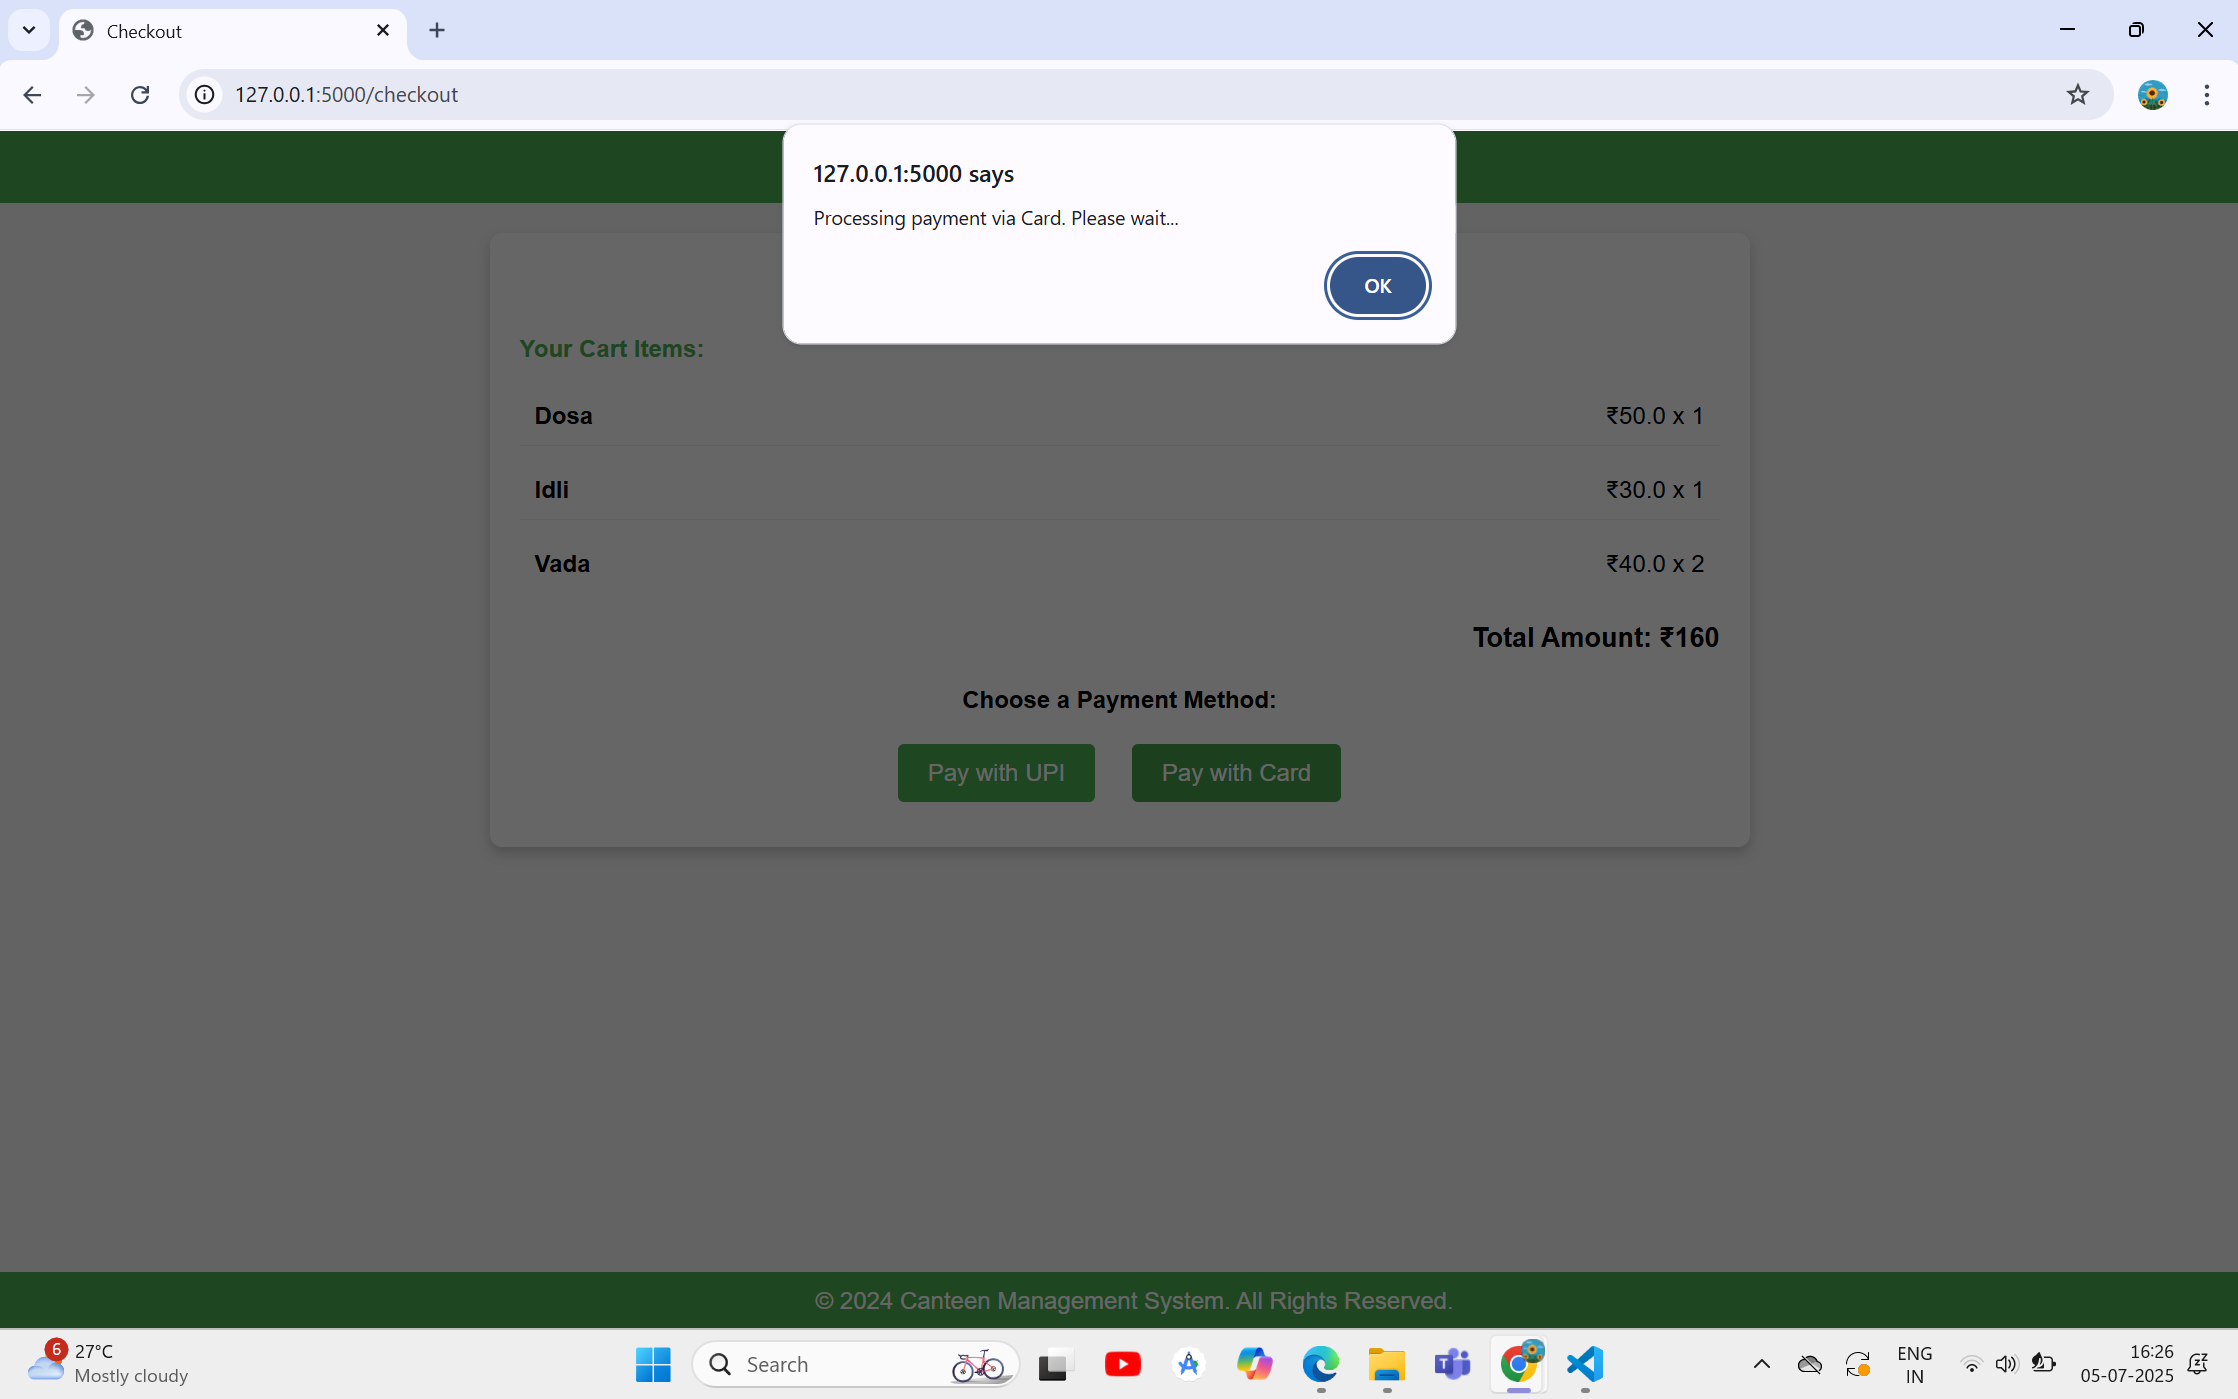 Checkout
127.0.0.1:5000/checkout
127.0.0.1:5000 says
Processing payment via Card. Please wait...
OK
Your Cart Items:
Dosa ₹50.0 x 1
Idli ₹30.0 x 1
Vada ₹40.0 x 2
Total Amount: ₹160
Choose a Payment Method:
Pay with UPI Pay with Card
© 2024 Canteen Management System. All Rights Reserved.
6 27°C
Mostly cloudy
Search
ENG
IN
16:26
05-07-2025